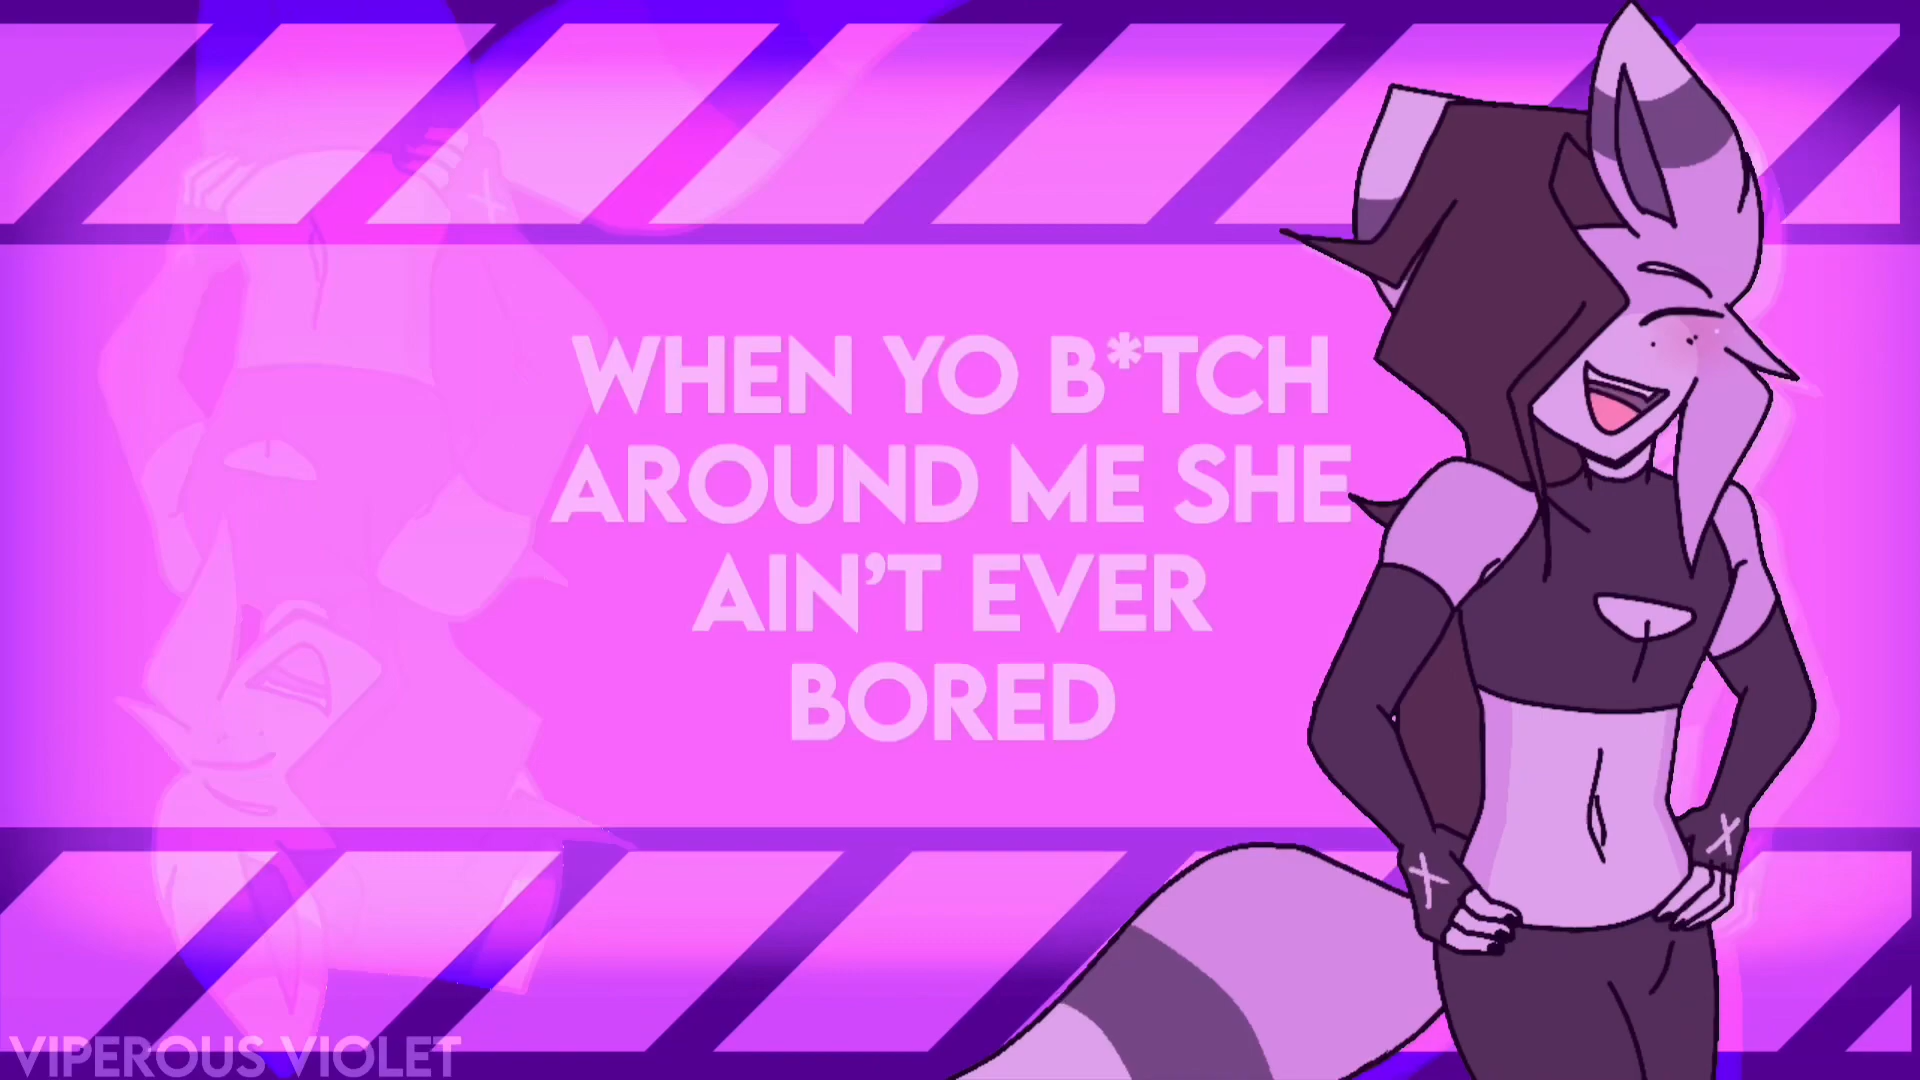 WHEN YO B*TCH
AROUND ME SHE
AIN'T EVER
BORED
VIPEROUS VIOLET